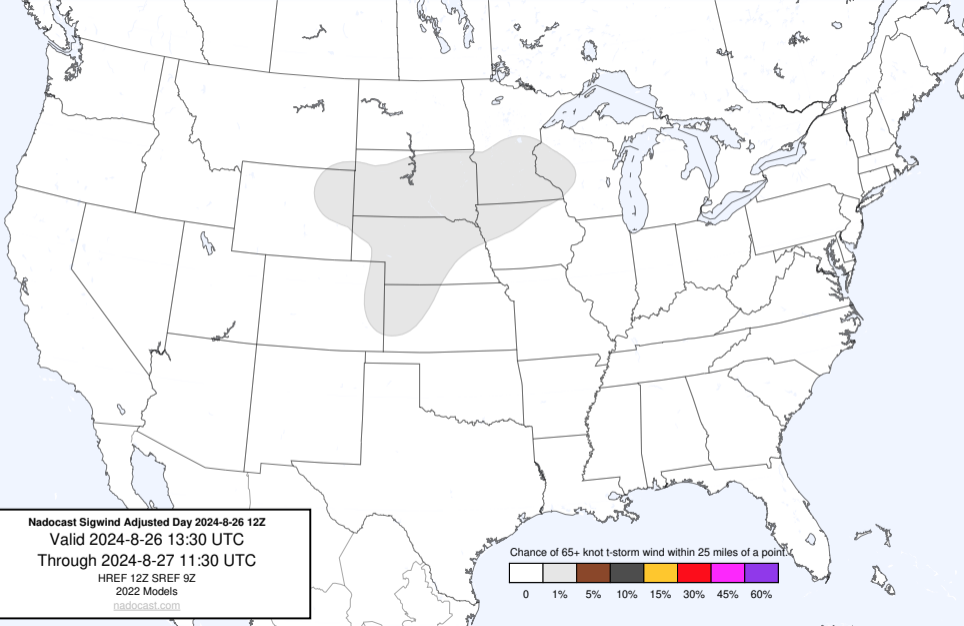 Nadocast Sigwind Adjusted Day 2024-8-26 12Z
Valid 2024-8-26 13:30 UTC
Through 2024-8-27 11:30 UTC
HREF 12Z SREF 9Z
2022 Models
nadocast.com
Chance of 65+ knot t-storm wind within 25 miles of a point.
0 1% 5% 10% 15% 30% 45% 60%